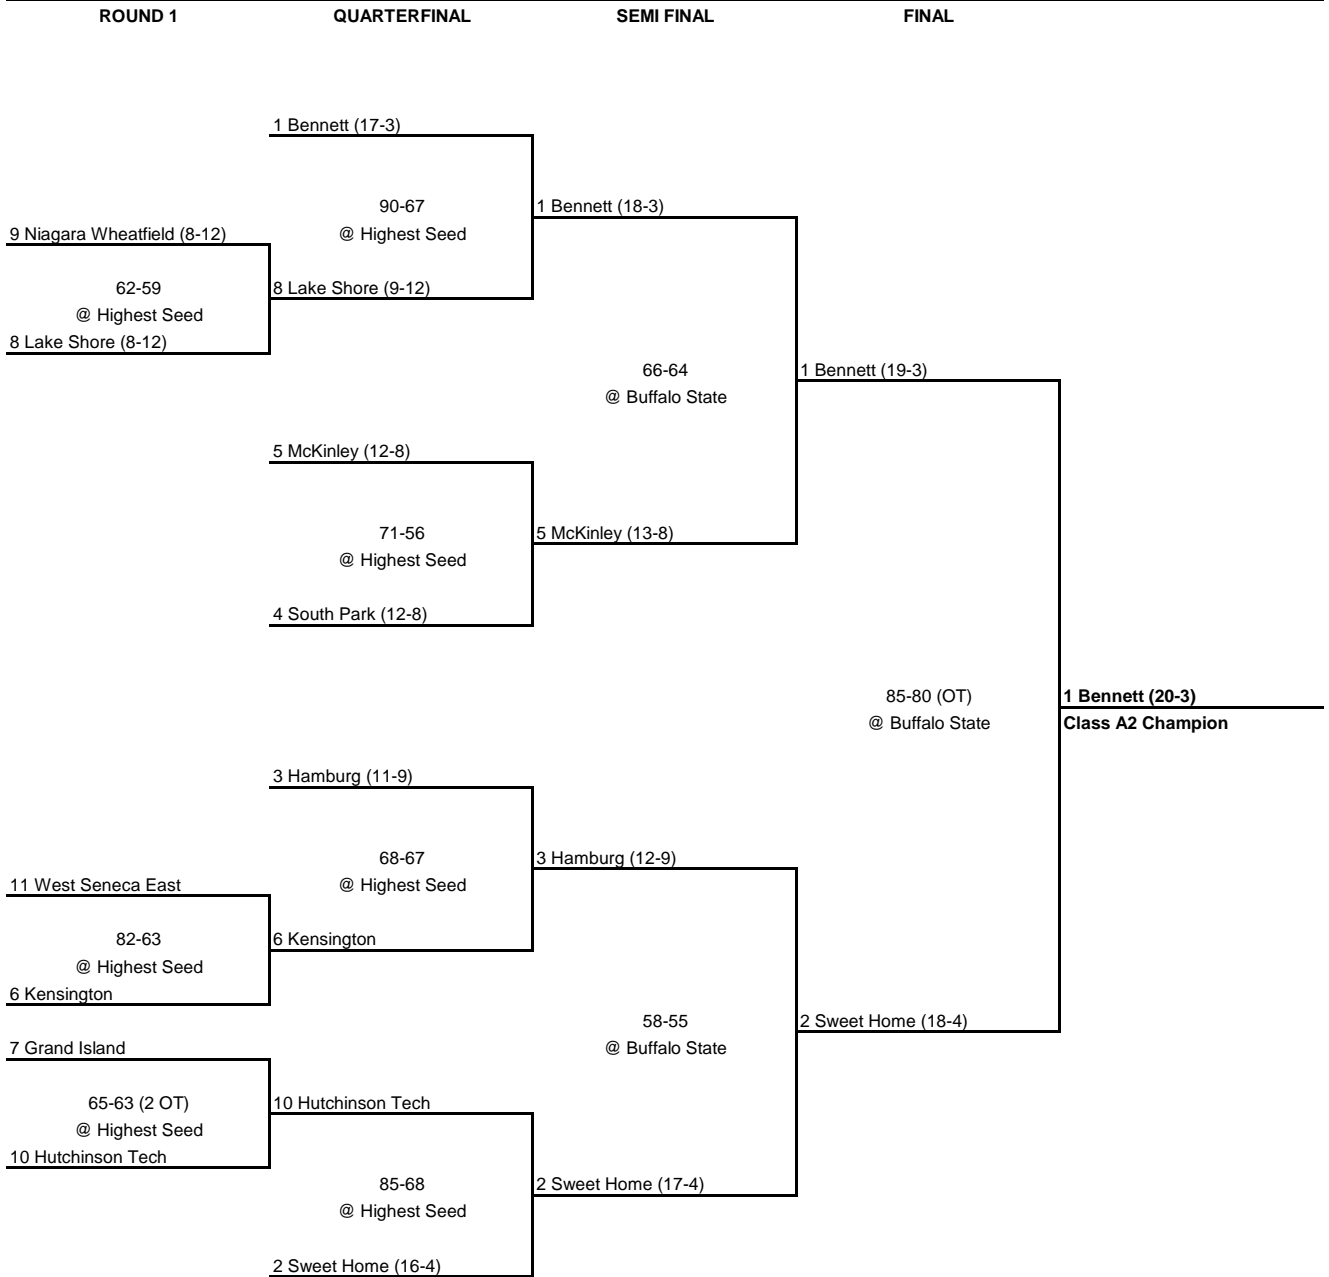 ROUND 1 QUARTERFINAL SEMI FINAL FINAL
1 Bennett (17-3)
90-67 1 Bennett (18-3)
9 Niagara Wheatfield (8-12) @ Highest Seed
62-59 8 Lake Shore (9-12)
@ Highest Seed
8 Lake Shore (8-12)
66-64 1 Bennett (19-3)
@ Buffalo State
5 McKinley (12-8)
71-56 5 McKinley (13-8)
@ Highest Seed
4 South Park (12-8)
85-80 (OT) 1 Bennett (20-3)
@ Buffalo State Class A2 Champion
3 Hamburg (11-9)
68-67 3 Hamburg (12-9)
11 West Seneca East @ Highest Seed
82-63 6 Kensington
@ Highest Seed
6 Kensington
58-55 2 Sweet Home (18-4)
7 Grand Island @ Buffalo State
65-63 (2 OT) 10 Hutchinson Tech
@ Highest Seed
10 Hutchinson Tech
85-68 2 Sweet Home (17-4)
@ Highest Seed
2 Sweet Home (16-4)